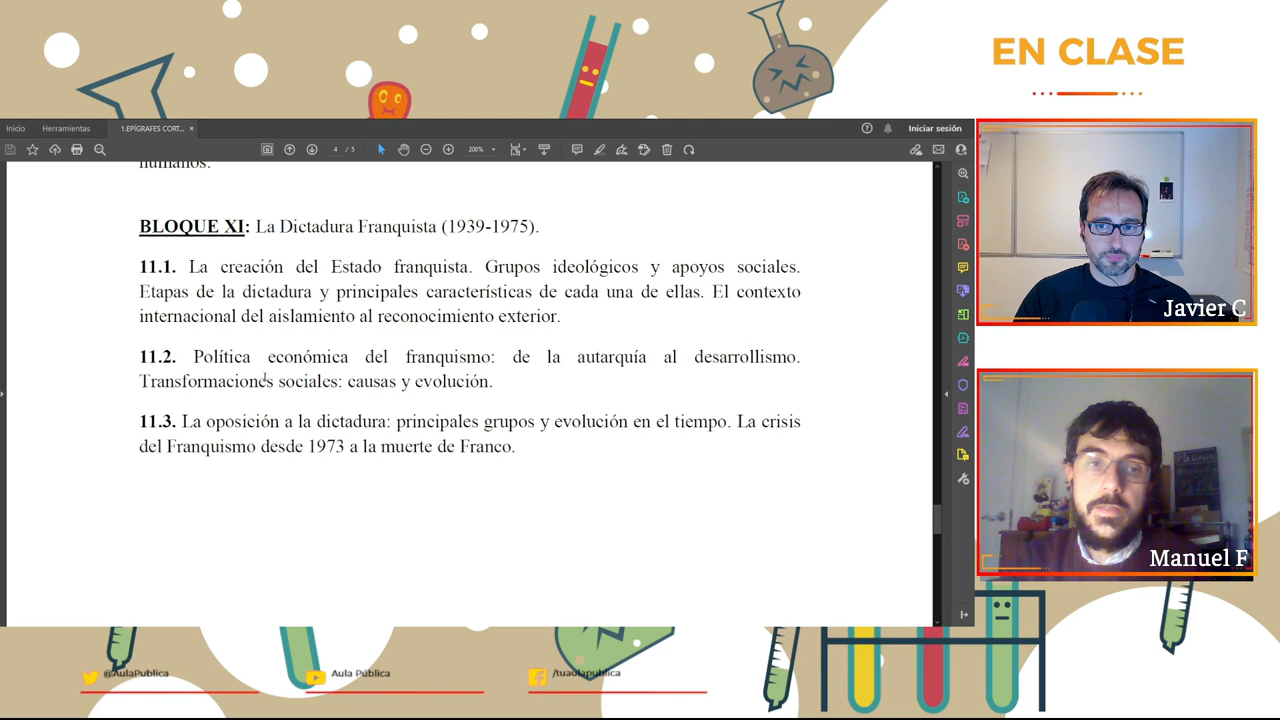 EN CLASE
Inicio Herramientas 1.EPÍGRAFES CORT... × Iniciar sesión
4 / 5 200%
humanos.
BLOQUE XI: La Dictadura Franquista (1939-1975).
11.1. La creación del Estado franquista. Grupos ideológicos y apoyos sociales.
Etapas de la dictadura y principales características de cada una de ellas. El contexto
internacional del aislamiento al reconocimiento exterior.
11.2. Política económica del franquismo: de la autarquía al desarrollismo.
Transformaciones sociales: causas y evolución.
11.3. La oposición a la dictadura: principales grupos y evolución en el tiempo. La crisis
del Franquismo desde 1973 a la muerte de Franco.
Javier C
Manuel F
@AulaPublica
Aula Pública
/tuaulapublica